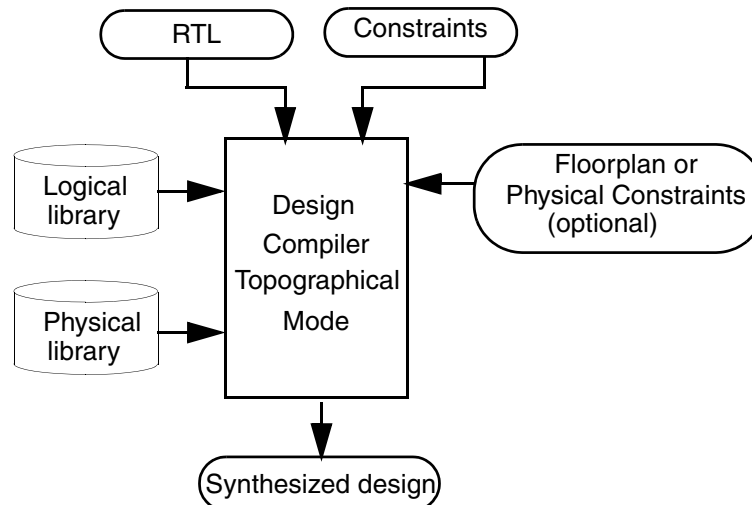 RTL
Constraints
Logical
library
Design
Compiler
Topographical
Mode
Floorplan or
Physical Constraints
(optional)
Physical
library
Synthesized design